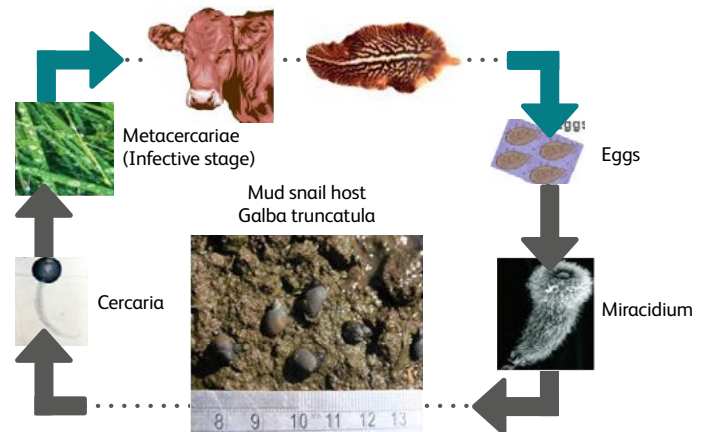 Metacercariae
(Infective stage)
Eggs
Mud snail host
Galba truncatula
Cercaria
Miracidium
8 9 10 11 12 13